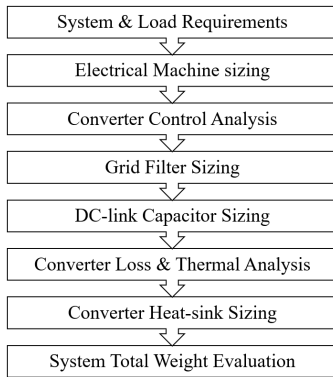 System & Load Requirements
Electrical Machine sizing
Converter Control Analysis
Grid Filter Sizing
DC-link Capacitor Sizing
Converter Loss & Thermal Analysis
Converter Heat-sink Sizing
System Total Weight Evaluation